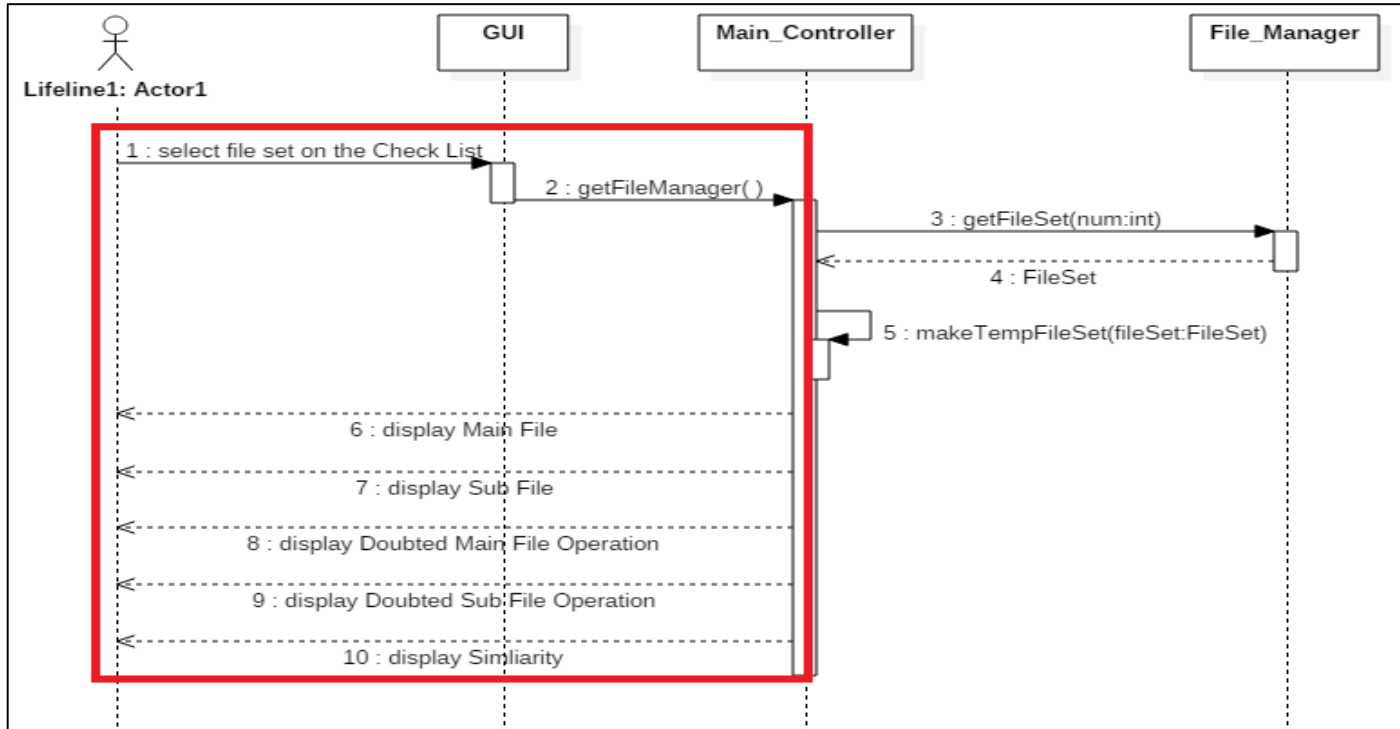 GUI
Main_Controller
File_Manager
Lifeline1: Actor1
1 : select file set on the Check List
2 : getFileManager( )
3 : getFileSet(num:int)
4 : FileSet
5 : makeTempFileSet(fileSet:FileSet)
6 : display Main File
7 : display Sub File
8 : display Doubted Main File Operation
9 : display Doubted Sub File Operation
10 : display Simliarity